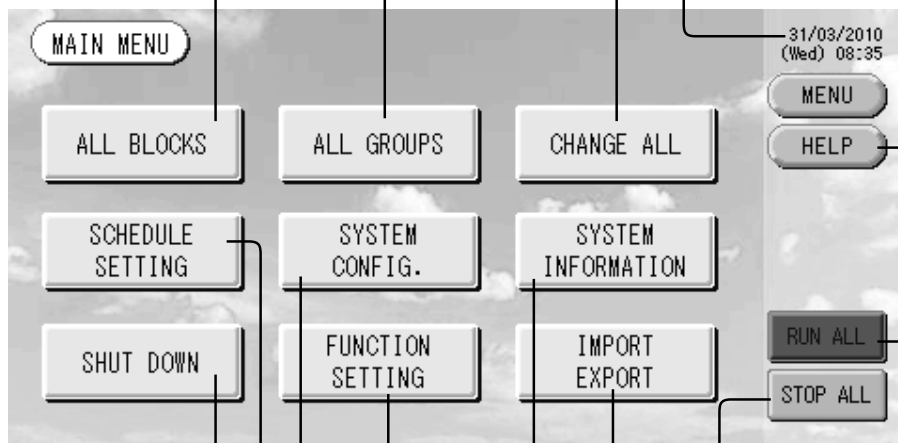 MAIN MENU
31/03/2010
(Wed) 08:35
MENU
HELP
ALL BLOCKS
ALL GROUPS
CHANGE ALL
SCHEDULE
SETTING
SYSTEM
CONFIG.
SYSTEM
INFORMATION
SHUT DOWN
FUNCTION
SETTING
IMPORT
EXPORT
RUN ALL
STOP ALL